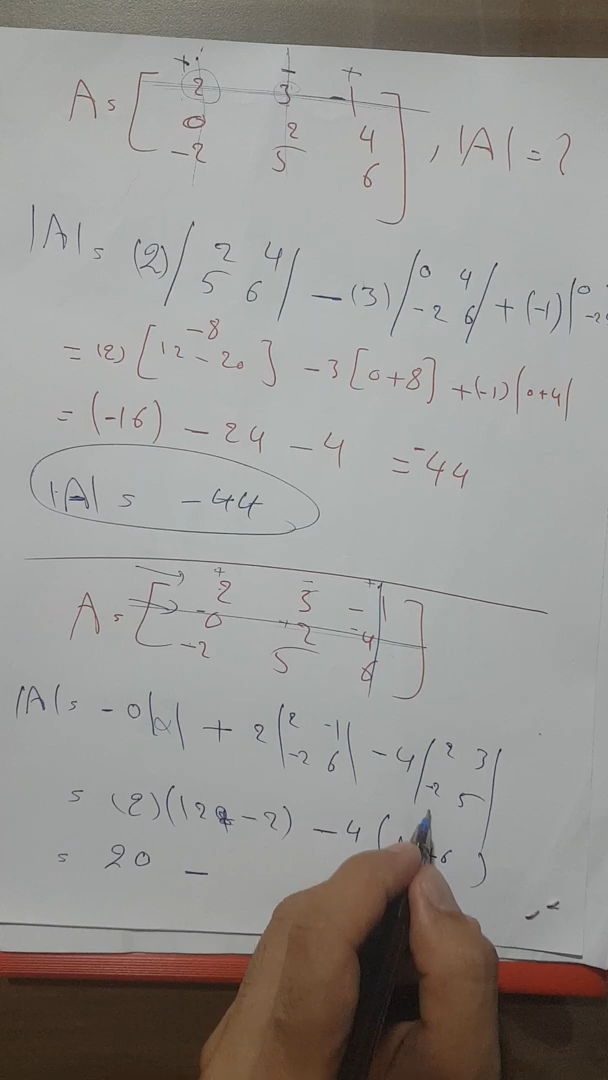 + - +
A = [ 2 3 -1
0 2 4
-2 5 6 ] , |A| = ?
|A| = (2) | 2 4
5 6 | - (3) | 0 4
-2 6 | + (-1) | 0
-2
-8
= (2) [ 12 - 20 ] - 3 [ 0 + 8 ] + (-1) | 0 + 4 |
= (-16) - 24 - 4 = -44
|A| = -44
+ - +
A = [ 2 3 -1
- 0 + 2 - 4
-2 5 6 ]
|A| = - 0 |x| + 2 | 2 -1
-2 6 | - 4 | 2 3
-2 5 |
= (2) (12 - 2) - 4 ( + 6 )
= 20 -